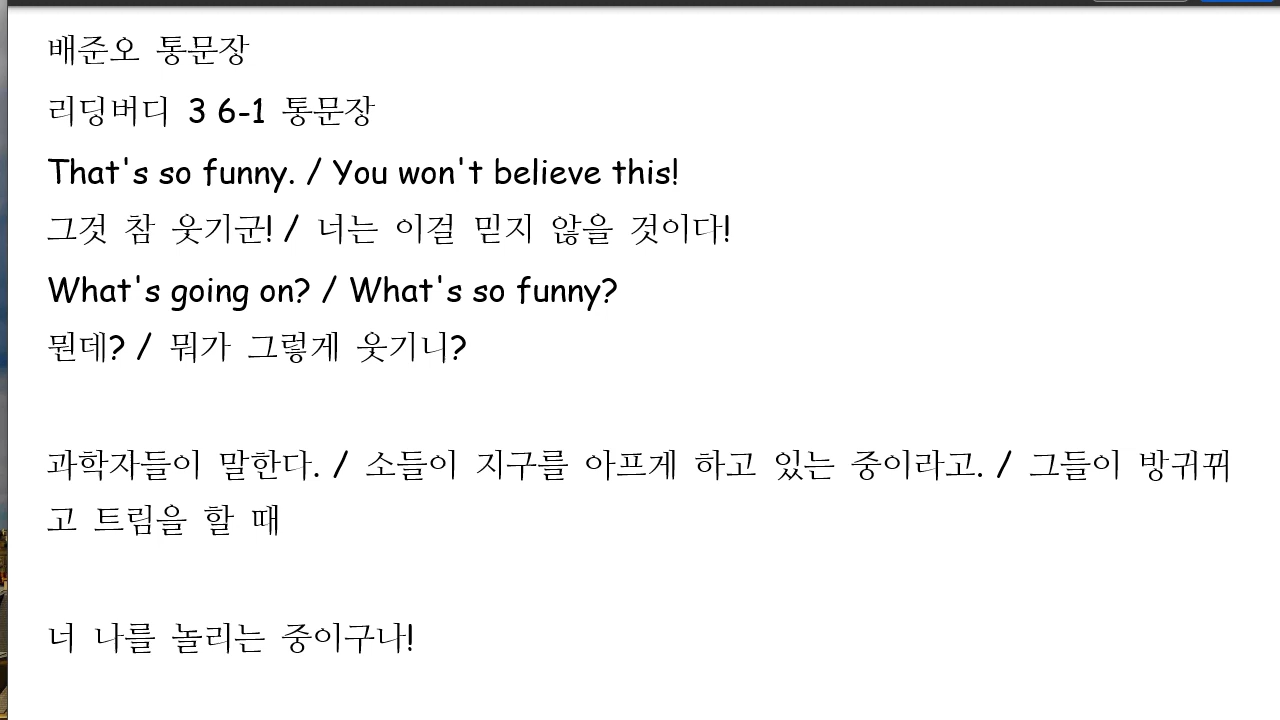 배준오 통문장
리딩버디 3 6-1 통문장
That's so funny. / You won't believe this!
그것 참 웃기군! / 너는 이걸 믿지 않을 것이다!
What's going on? / What's so funny?
뭔데? / 뭐가 그렇게 웃기니?
과학자들이 말한다. / 소들이 지구를 아프게 하고 있는 중이라고. / 그들이 방귀뀌
고 트림을 할 때
너 나를 놀리는 중이구나!